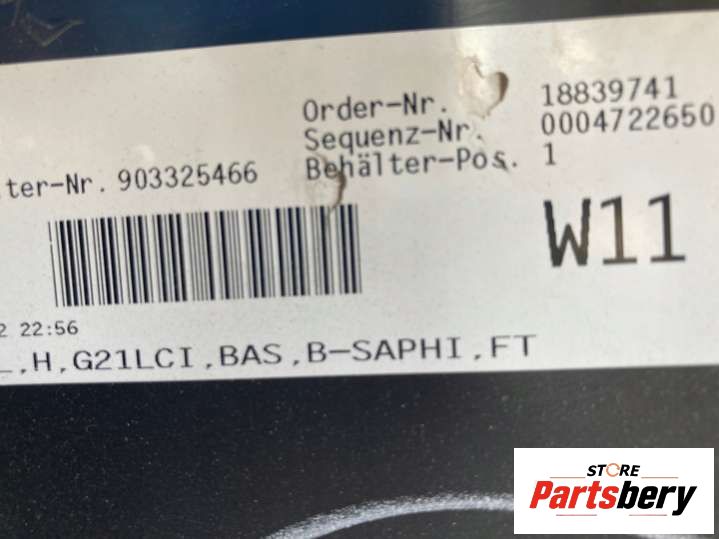 Order-Nr. 18839741
Sequenz-Nr. 0004722650
ter-Nr. 903325466 Behälter-Pos. 1
W11
2 22:56
,H,G21LCI,BAS,B-SAPHI,FT
STORE
Partsbery